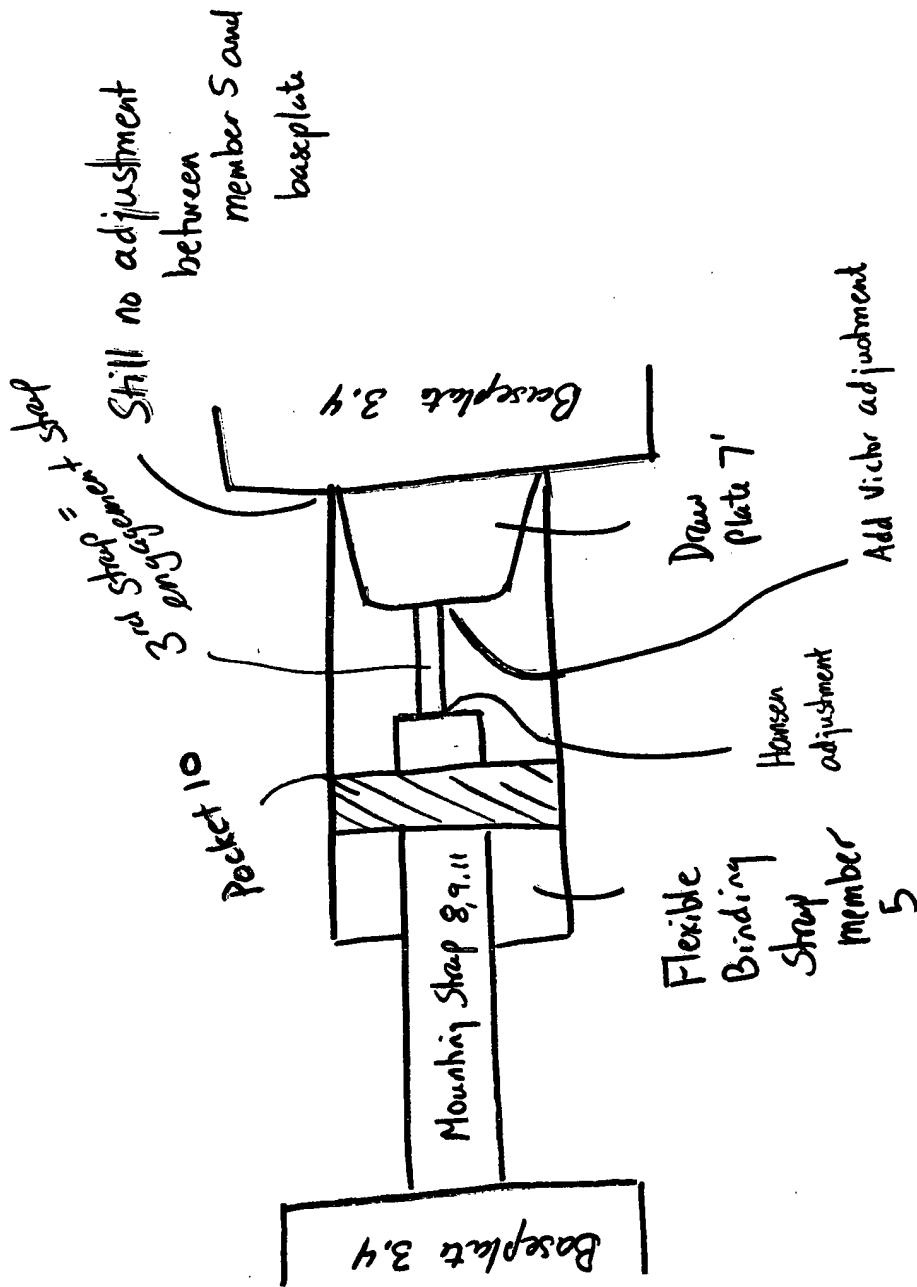 Still no adjustment
between
member 5 and
baseplate
3rd strap = 
engagement strap
Pocket 10
Baseplate 3.4
Mounting Strap 8,9.11
Baseplate 3.4
Draw
Plate 7'
Add Victor adjustment
Hansen
adjustment
Flexible
Binding
Strap
member
5